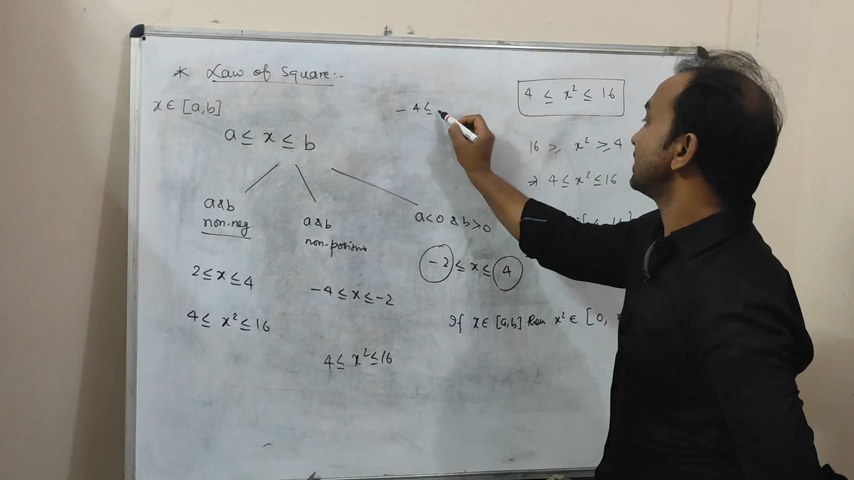 * Law of Square:-
x ∈ [a,b]
a ≤ x ≤ b
a & b
non-neg
2 ≤ x ≤ 4
4 ≤ x² ≤ 16
a & b
non-positive
-4 ≤ x ≤ -2
4 ≤ x² ≤ 16
a<0 & b>0
-2 ≤ x ≤ 4
If x ∈ [a,b] then x² ∈ [0,
- 4 ≤
4 ≤ x² ≤ 16
16 ≥ x² ≥ 4
⇒ 4 ≤ x² ≤ 16